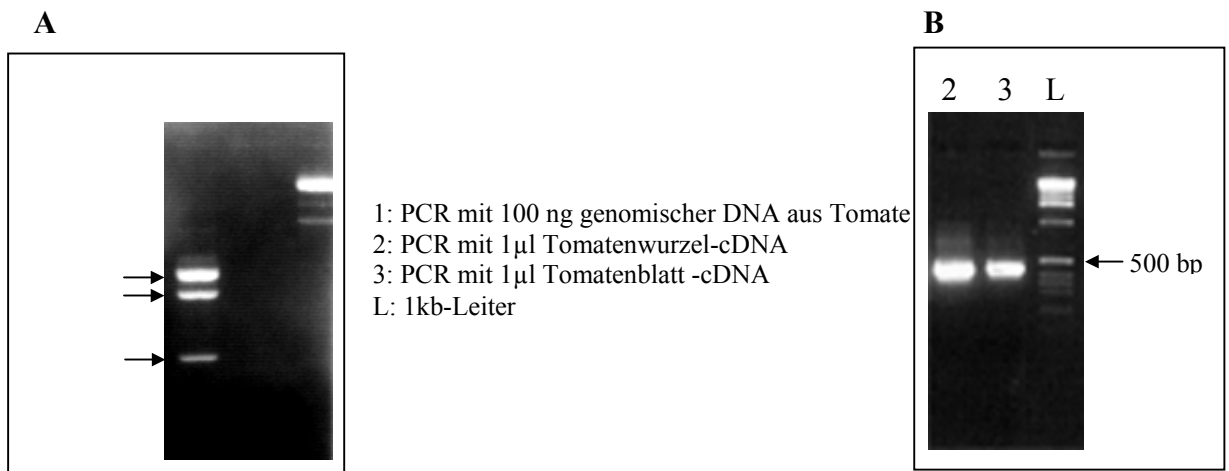 A
B
2 3 L
1: PCR mit 100 ng genomischer DNA aus Tomate
2: PCR mit 1µl Tomatenwurzel-cDNA
3: PCR mit 1µl Tomatenblatt -cDNA
L: 1kb-Leiter
500 bp